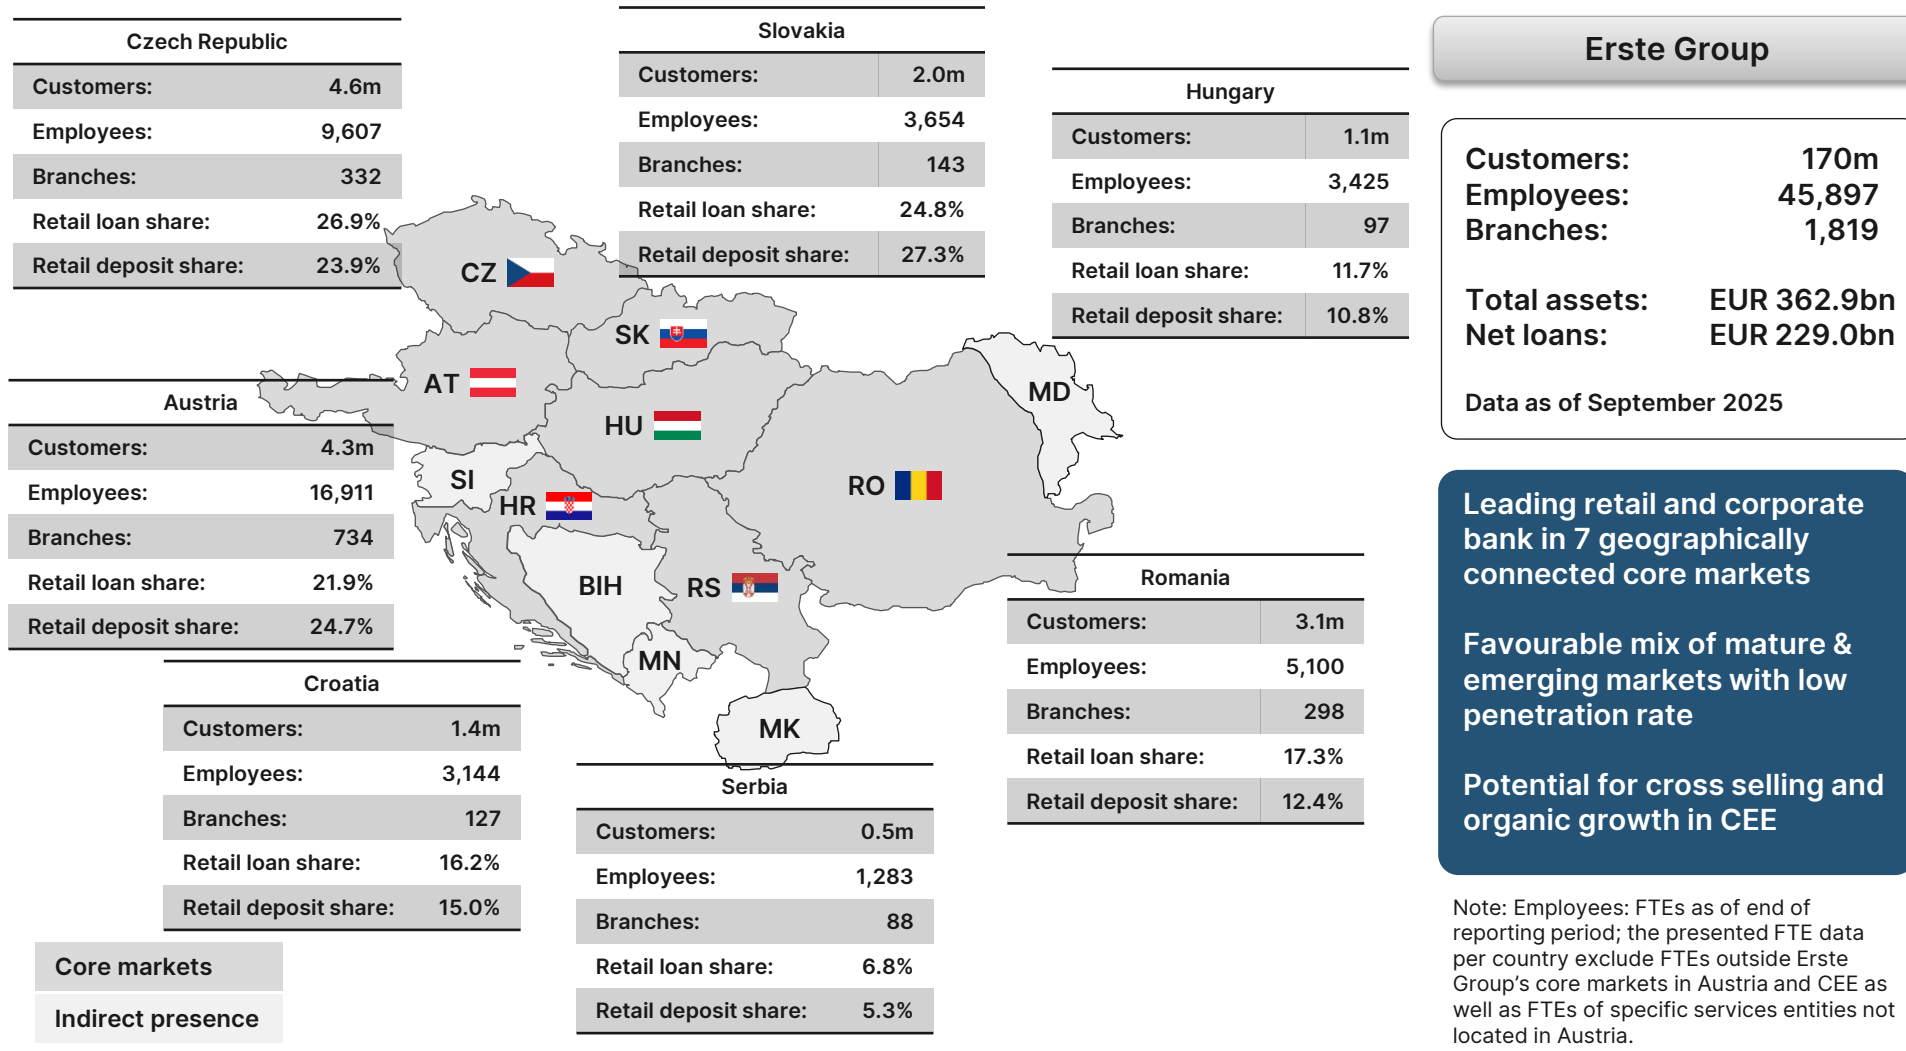 Czech Republic
Customers: 4.6m
Employees: 9,607
Branches: 332
Retail loan share: 26.9%
Retail deposit share: 23.9%
Slovakia
Customers: 2.0m
Employees: 3,654
Branches: 143
Retail loan share: 24.8%
Retail deposit share: 27.3%
Hungary
Customers: 1.1m
Employees: 3,425
Branches: 97
Retail loan share: 11.7%
Retail deposit share: 10.8%
Austria
Customers: 4.3m
Employees: 16,911
Branches: 734
Retail loan share: 21.9%
Retail deposit share: 24.7%
CZ
SK
AT
HU
MD
SI
HR
RO
BIH
RS
MN
MK
Romania
Customers: 3.1m
Employees: 5,100
Branches: 298
Retail loan share: 17.3%
Retail deposit share: 12.4%
Croatia
Customers: 1.4m
Employees: 3,144
Branches: 127
Retail loan share: 16.2%
Retail deposit share: 15.0%
Serbia
Customers: 0.5m
Employees: 1,283
Branches: 88
Retail loan share: 6.8%
Retail deposit share: 5.3%
Core markets
Indirect presence
Erste Group
Customers: 170m
Employees: 45,897
Branches: 1,819
Total assets: EUR 362.9bn
Net loans: EUR 229.0bn
Data as of September 2025
Leading retail and corporate
bank in 7 geographically
connected core markets
Favourable mix of mature &
emerging markets with low
penetration rate
Potential for cross selling and
organic growth in CEE
Note: Employees: FTEs as of end of
reporting period; the presented FTE data
per country exclude FTEs outside Erste
Group’s core markets in Austria and CEE as
well as FTEs of specific services entities not
located in Austria.